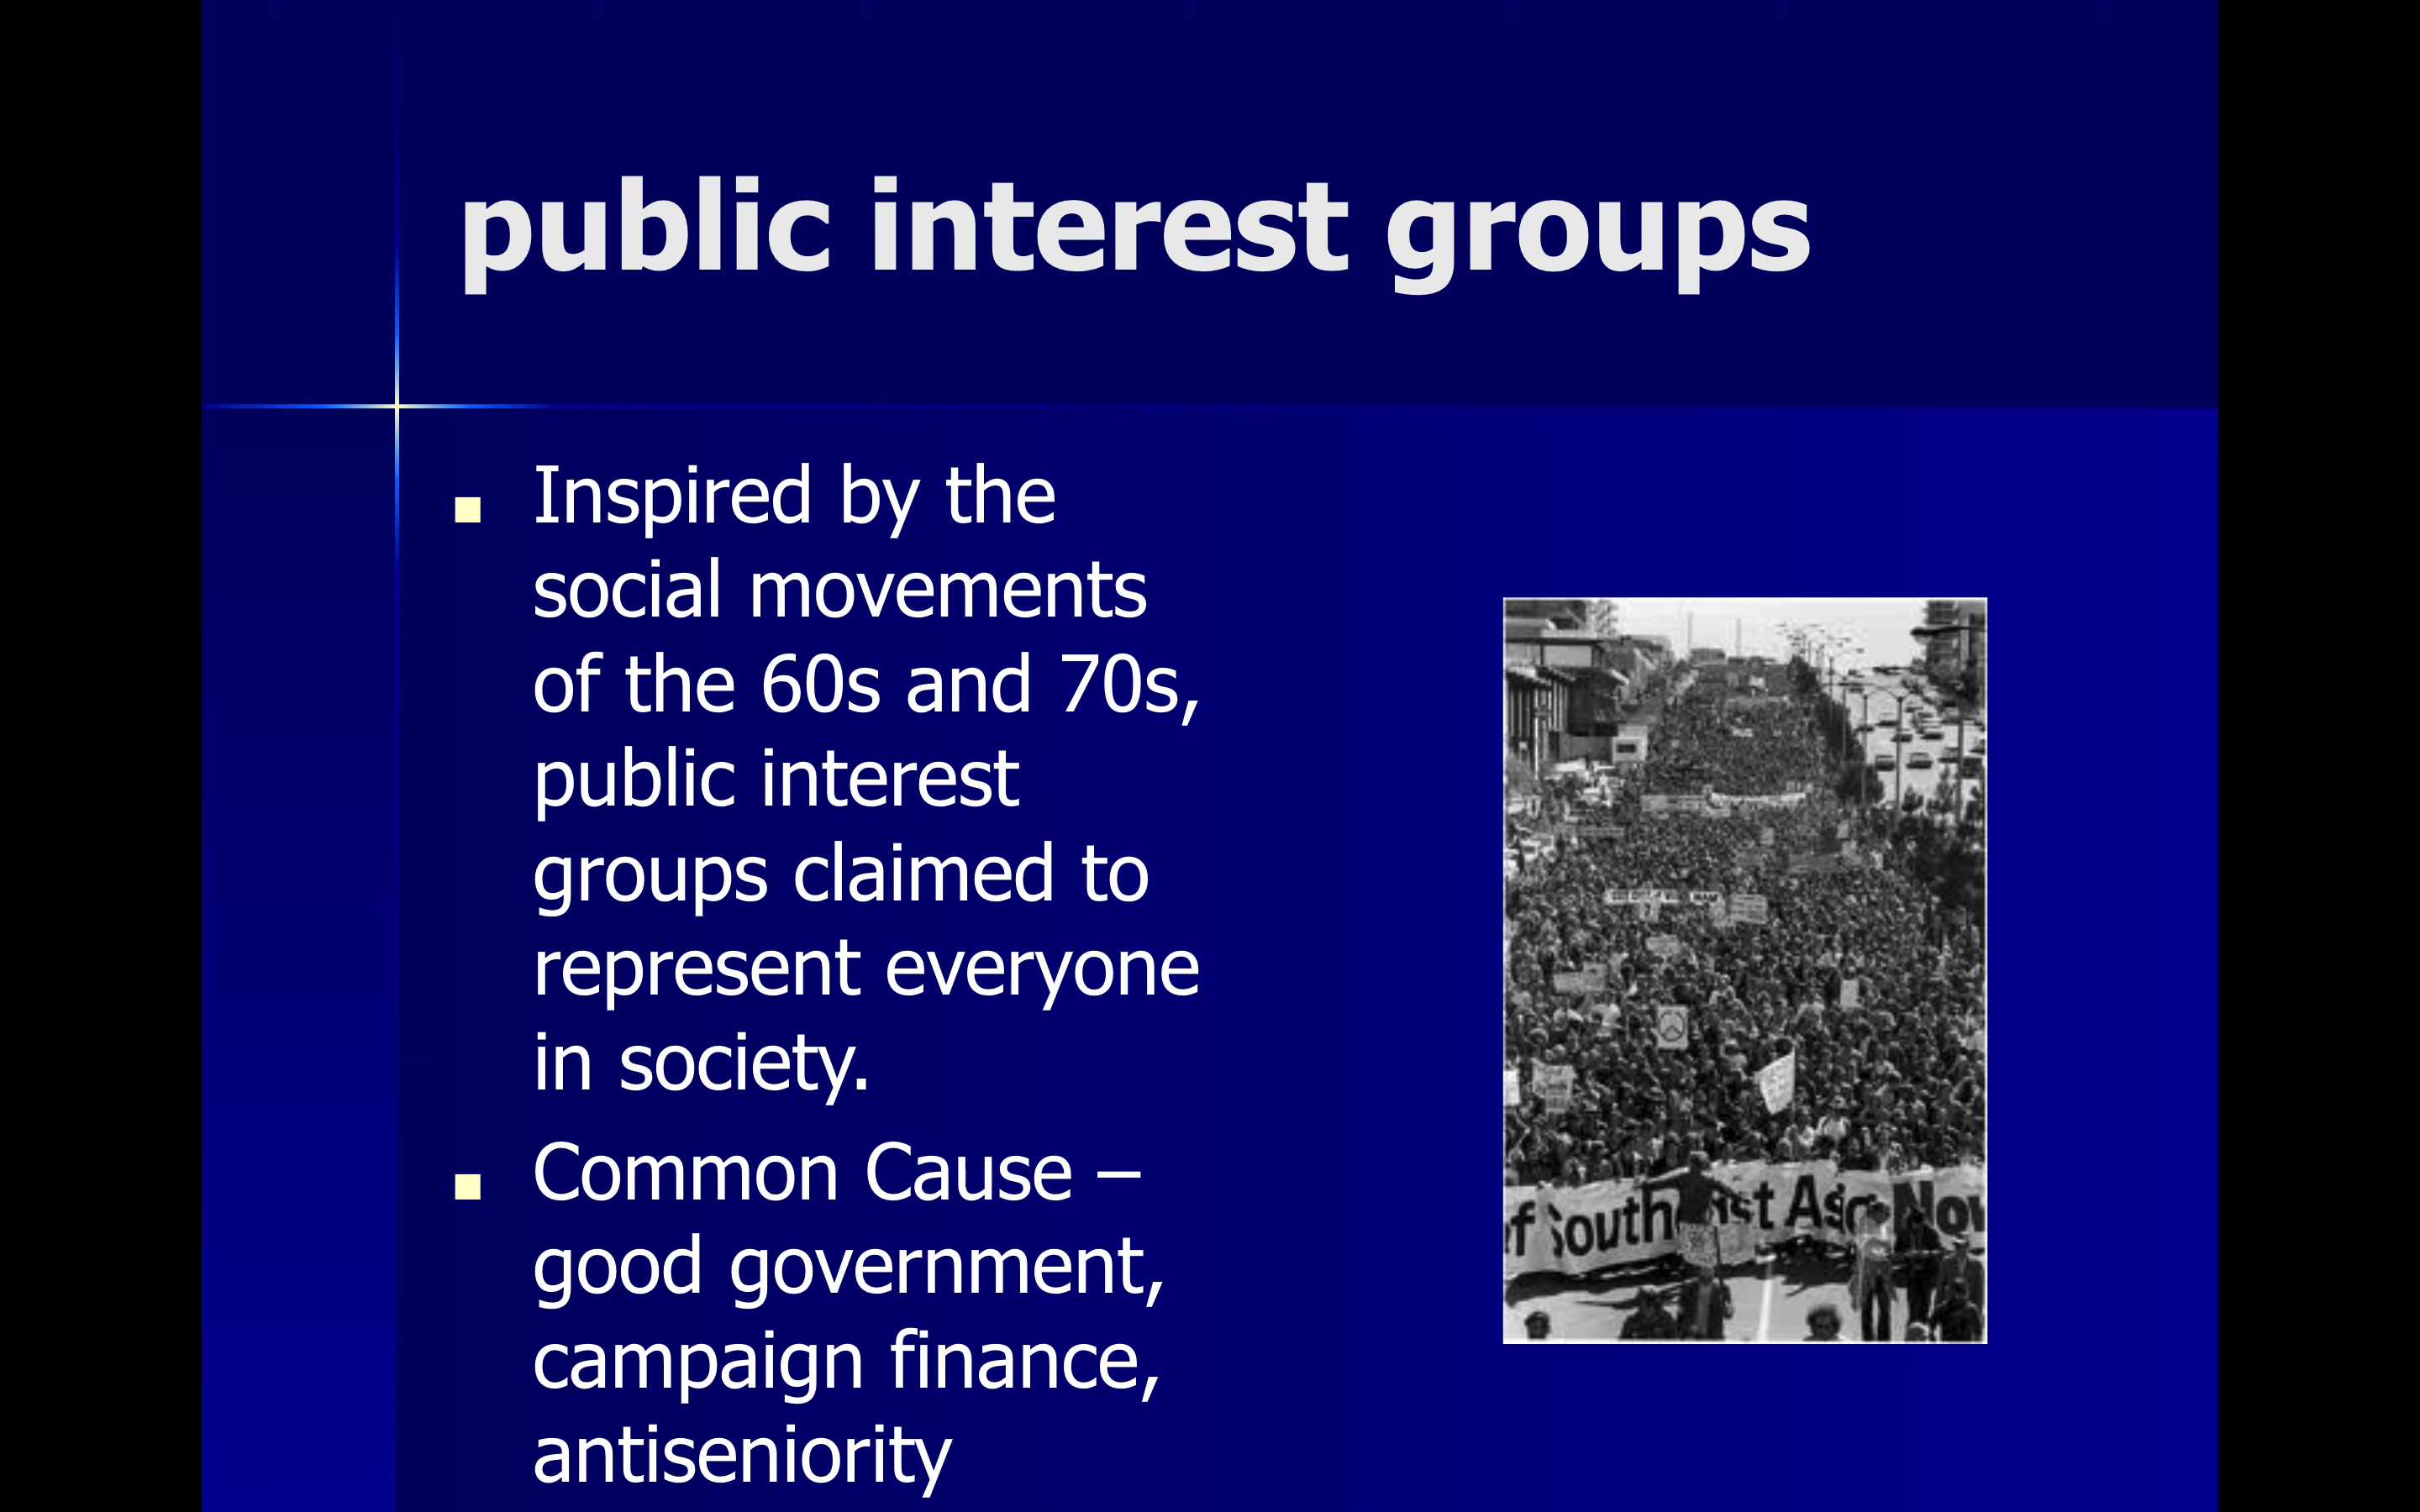 public interest groups
Inspired by the
social movements
of the 60s and 70s,
public interest
groups claimed to
represent everyone
in society.
Common Cause –
good government,
campaign finance,
antiseniority